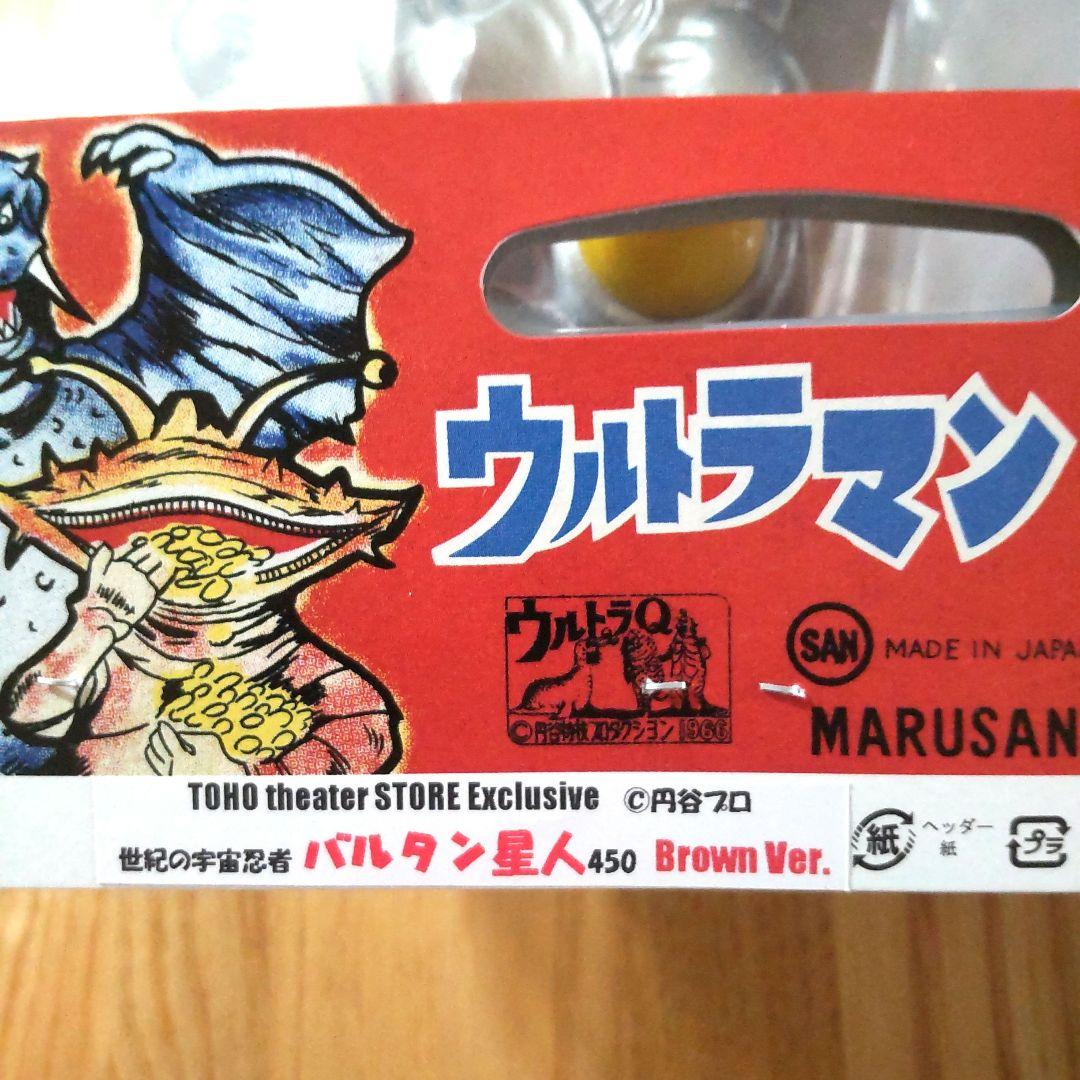 ウルトラマン
ウルトラQ
©円谷特技プロダクション 1966
SAN MADE IN JAPA
MARUSAN
TOHO theater STORE Exclusive ©円谷プロ
世紀の宇宙忍者 バルタン星人450 Brown Ver.
紙 ヘッダー
紙
プラ